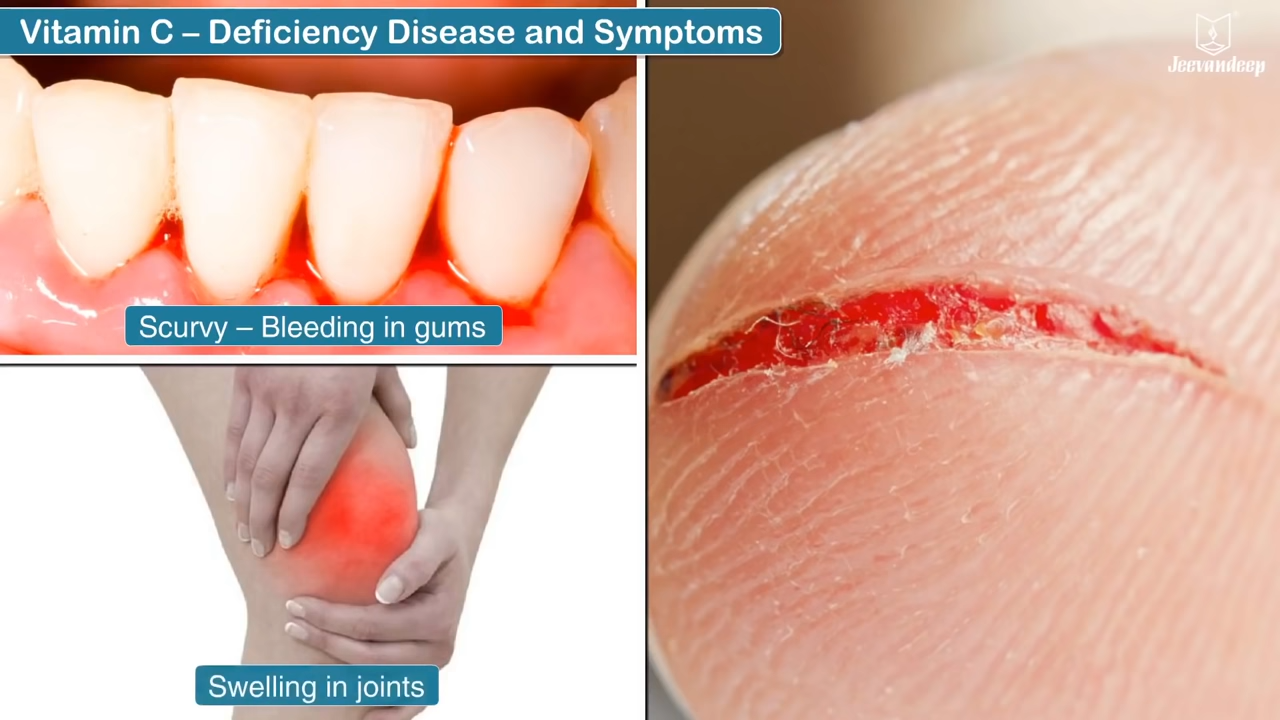 Vitamin C – Deficiency Disease and Symptoms
Jeevandeep
Scurvy – Bleeding in gums
Swelling in joints